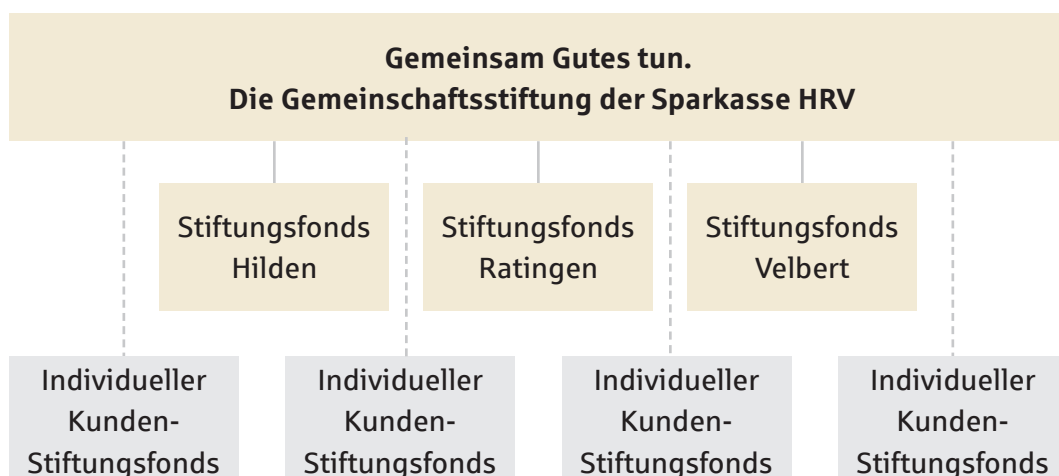 Gemeinsam Gutes tun.
Die Gemeinschaftsstiftung der Sparkasse HRV
Stiftungsfonds
Hilden
Stiftungsfonds
Ratingen
Stiftungsfonds
Velbert
Individueller
Kunden-
Stiftungsfonds
Individueller
Kunden-
Stiftungsfonds
Individueller
Kunden-
Stiftungsfonds
Individueller
Kunden-
Stiftungsfonds